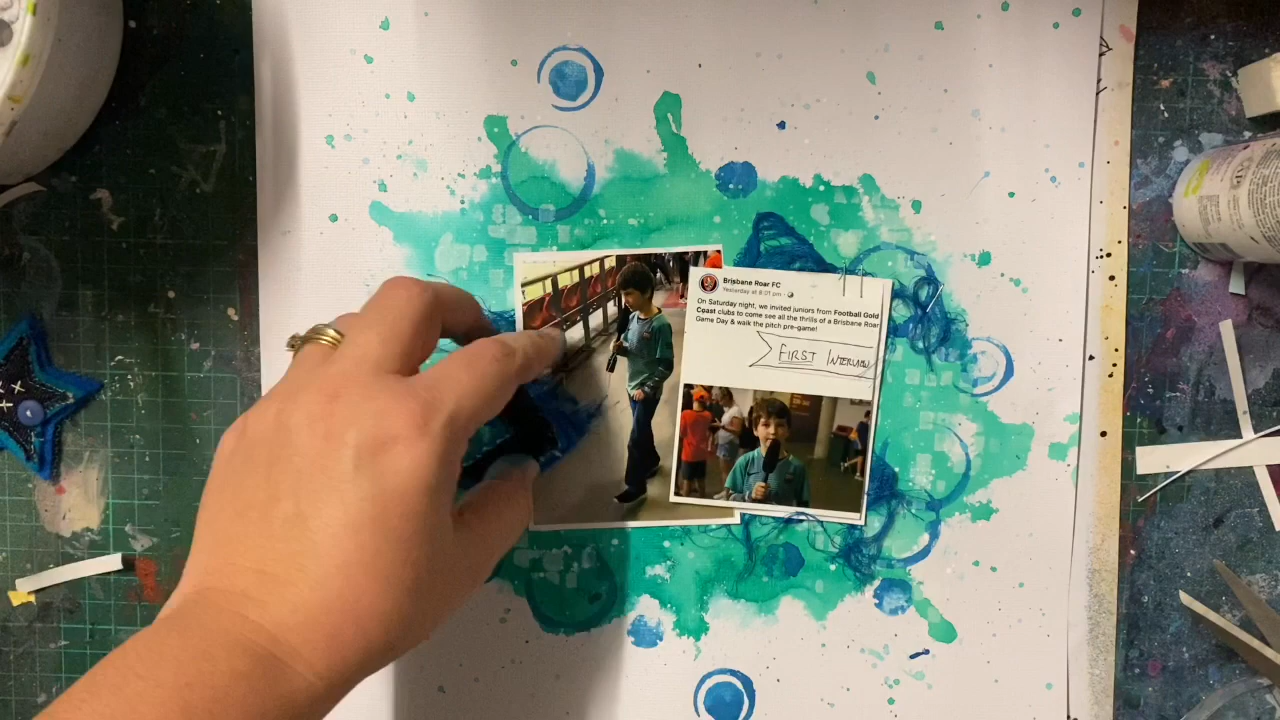 Brisbane Roar FC
Yesterday at 6:01 pm ·
On Saturday night, we invited juniors from Football Gold
Coast clubs to come see all the thrills of a Brisbane Roar
Game Day & walk the pitch pre-game!
FIRST INTERVIEW